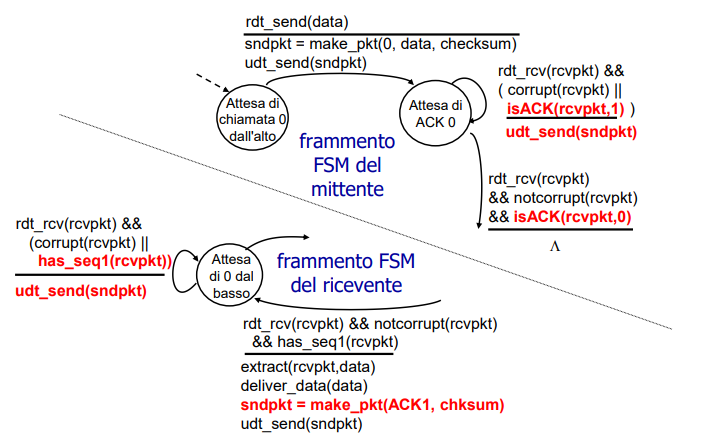 rdt_send(data)
sndpkt = make_pkt(0, data, checksum)
udt_send(sndpkt)
Attesa di
chiamata 0
dall'alto
Attesa di
ACK 0
rdt_rcv(rcvpkt) &&
( corrupt(rcvpkt) ||
isACK(rcvpkt,1) )
udt_send(sndpkt)
frammento
FSM del
mittente
rdt_rcv(rcvpkt)
&& notcorrupt(rcvpkt)
&& isACK(rcvpkt,0)
Λ
rdt_rcv(rcvpkt) &&
(corrupt(rcvpkt) ||
has_seq1(rcvpkt))
udt_send(sndpkt)
Attesa
di 0 dal
basso
frammento FSM
del ricevente
rdt_rcv(rcvpkt) && notcorrupt(rcvpkt)
&& has_seq1(rcvpkt)
extract(rcvpkt,data)
deliver_data(data)
sndpkt = make_pkt(ACK1, chksum)
udt_send(sndpkt)